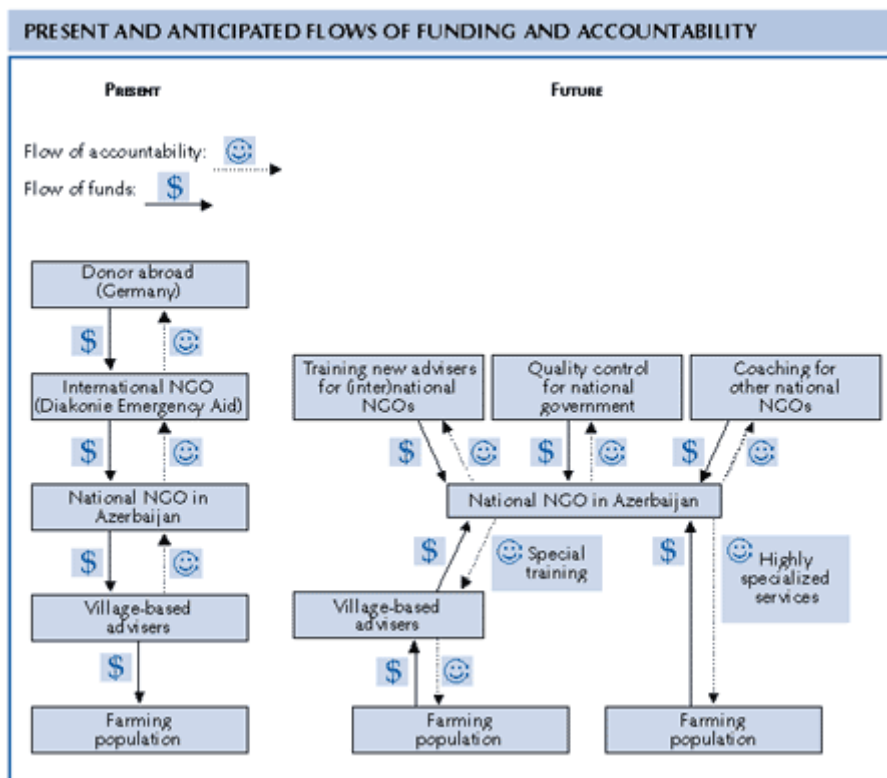 PRESENT AND ANTICIPATED FLOWS OF FUNDING AND ACCOUNTABILITY
PRESENT
FUTURE
Flow of accountability:
Flow of funds:
$
Donor abroad
(Germany)
$
International NGO
(Diakonie Emergency Aid)
$
National NGO in
Azerbaijan
$
Village-based
advisers
$
Farming
population
Training new advisers
for (inter)national
NGOs
Quality control
for national
government
Coaching for
other national
NGOs
$
$
$
National NGO in Azerbaijan
$
Special
training
$
Highly
specialized
services
Village-based
advisers
$
Farming
population
Farming
population